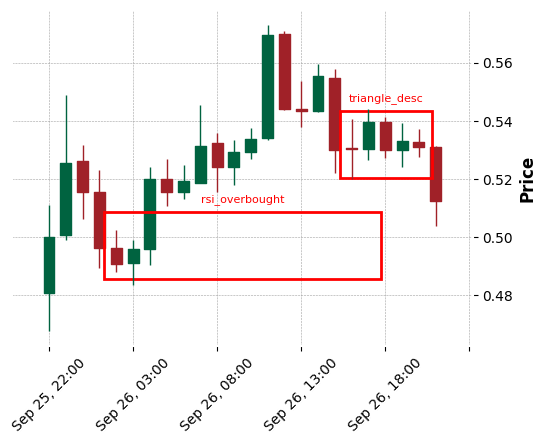 0.56
triangle_desc
0.54
0.52
rsi_overbought
0.50
0.48
Price
Sep 25, 22:00
Sep 26, 03:00
Sep 26, 08:00
Sep 26, 13:00
Sep 26, 18:00